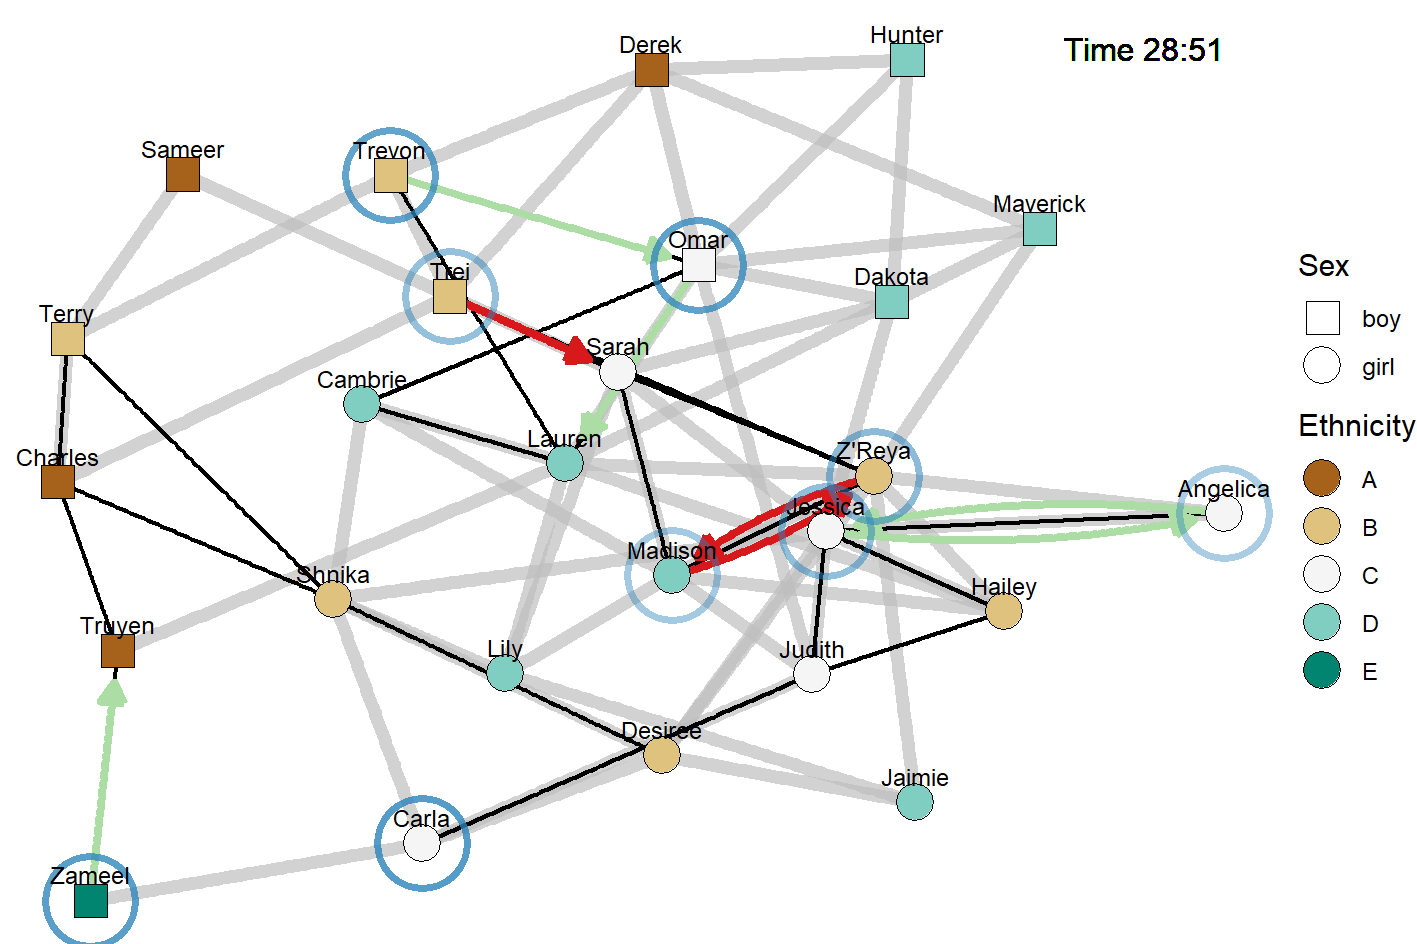 Hunter
Derek
Time 28:51
Sameer
Trevon
Maverick
Omar
Sex
Trei
Dakota
Terry
boy
Sarah
girl
Cambrie
Ethnicity
Lauren
Z'Reya
Charles
A
Angelica
Jessica
B
Madison
Shnika
C
Hailey
Truyen
D
Lily
Judith
E
Desiree
Jaimie
Carla
Zameel